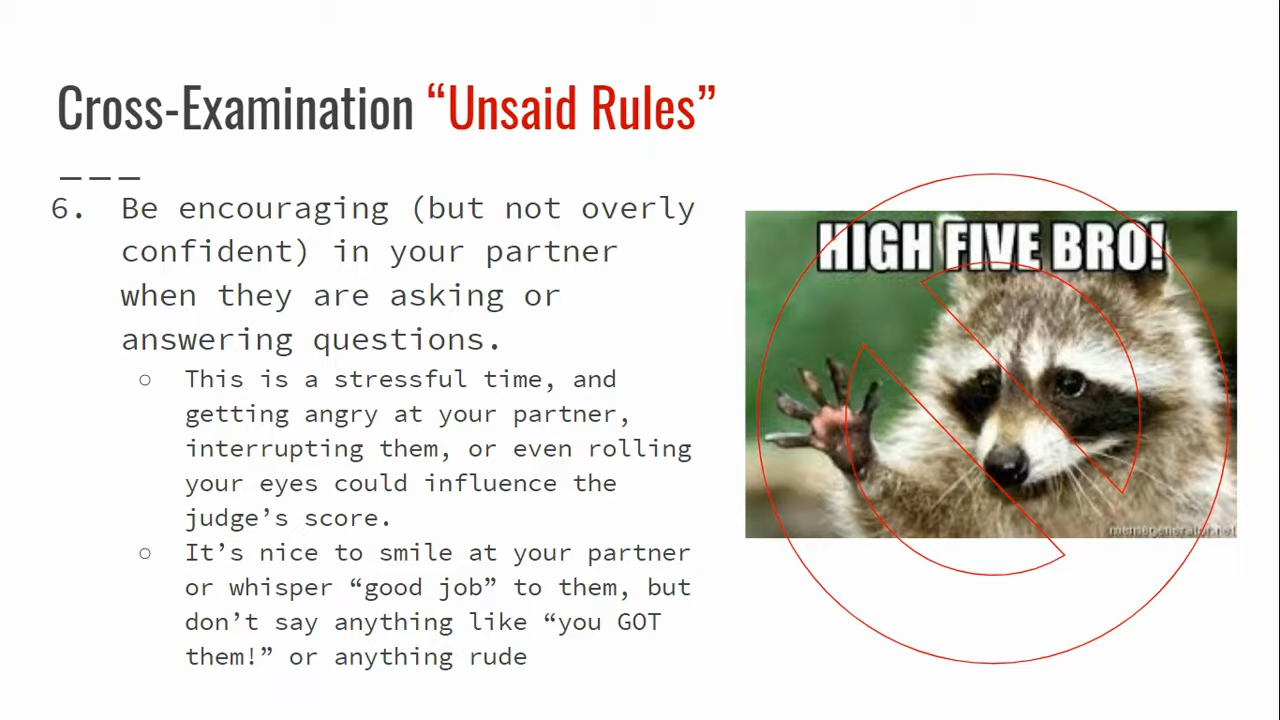 Cross-Examination “Unsaid Rules”
6. Be encouraging (but not overly
confident) in your partner
when they are asking or
answering questions.
○ This is a stressful time, and
getting angry at your partner,
interrupting them, or even rolling
your eyes could influence the
judge’s score.
○ It’s nice to smile at your partner
or whisper “good job” to them, but
don’t say anything like “you GOT
them!” or anything rude
HIGH FIVE BRO!
memegenerator.net